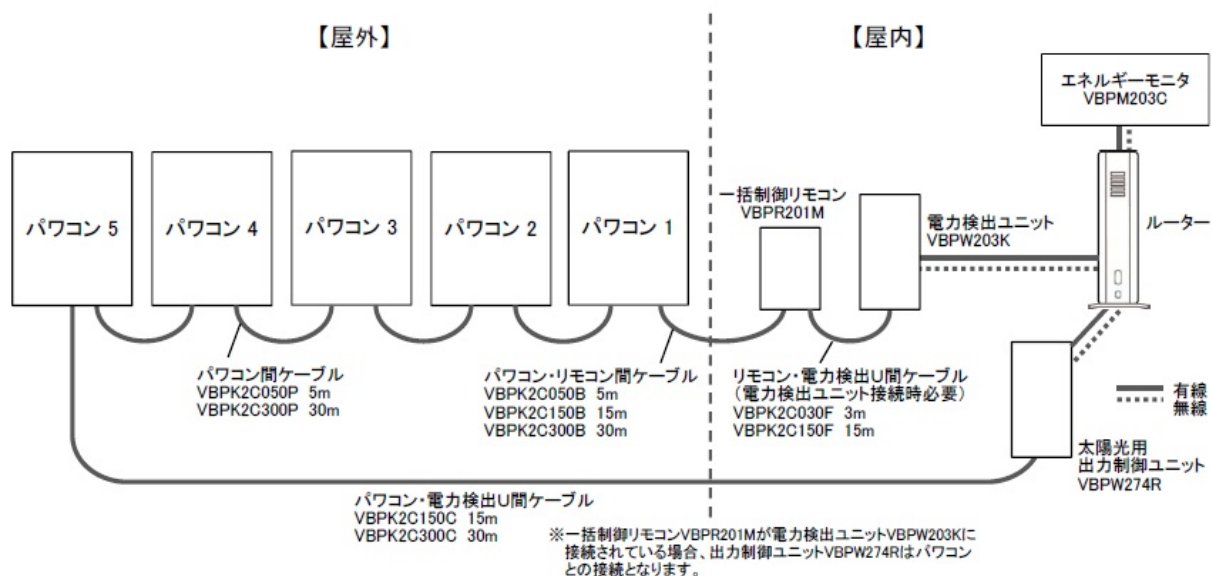 【屋外】
【屋内】
エネルギーモニタ
VBPM203C
パワコン 5
パワコン 4
パワコン 3
パワコン 2
パワコン 1
一括制御リモコン
VBPR201M
電力検出ユニット
VBPW203K
ルーター
パワコン間ケーブル
VBPK2C050P 5m
VBPK2C300P 30m
パワコン・リモコン間ケーブル
VBPK2C050B 5m
VBPK2C150B 15m
VBPK2C300B 30m
リモコン・電力検出U間ケーブル
(電力検出ユニット接続時必要)
VBPK2C030F 3m
VBPK2C150F 15m
有線
無線
太陽光用
出力制御ユニット
VBPW274R
パワコン・電力検出U間ケーブル
VBPK2C150C 15m
VBPK2C300C 30m
※一括制御リモコンVBPR201Mが電力検出ユニットVBPW203Kに
接続されている場合、出力制御ユニットVBPW274Rはパワコン
との接続となります。